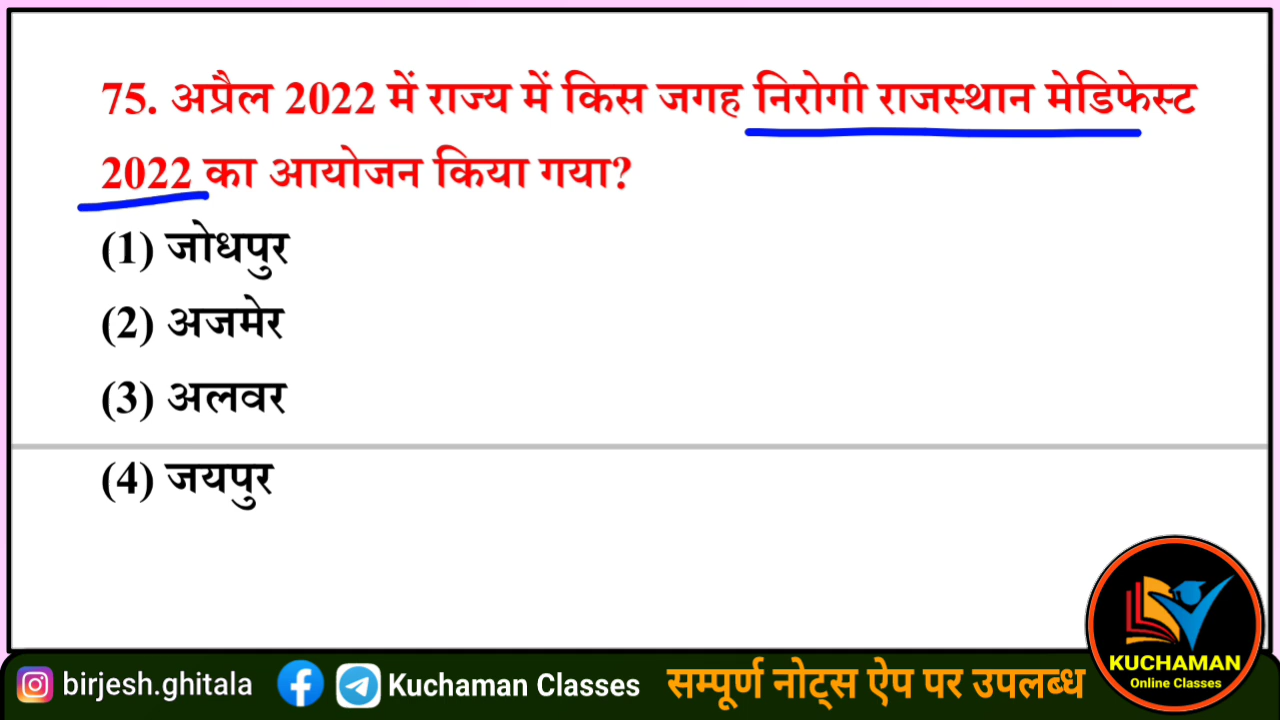 75. अप्रैल 2022 में राज्य में किस जगह निरोगी राजस्थान मेडिफेस्ट
2022 का आयोजन किया गया?
(1) जोधपुर
(2) अजमेर
(3) अलवर
(4) जयपुर
KUCHAMAN
Online Classes
birjesh.ghitala Kuchaman Classes सम्पूर्ण नोट्स ऐप पर उपलब्ध